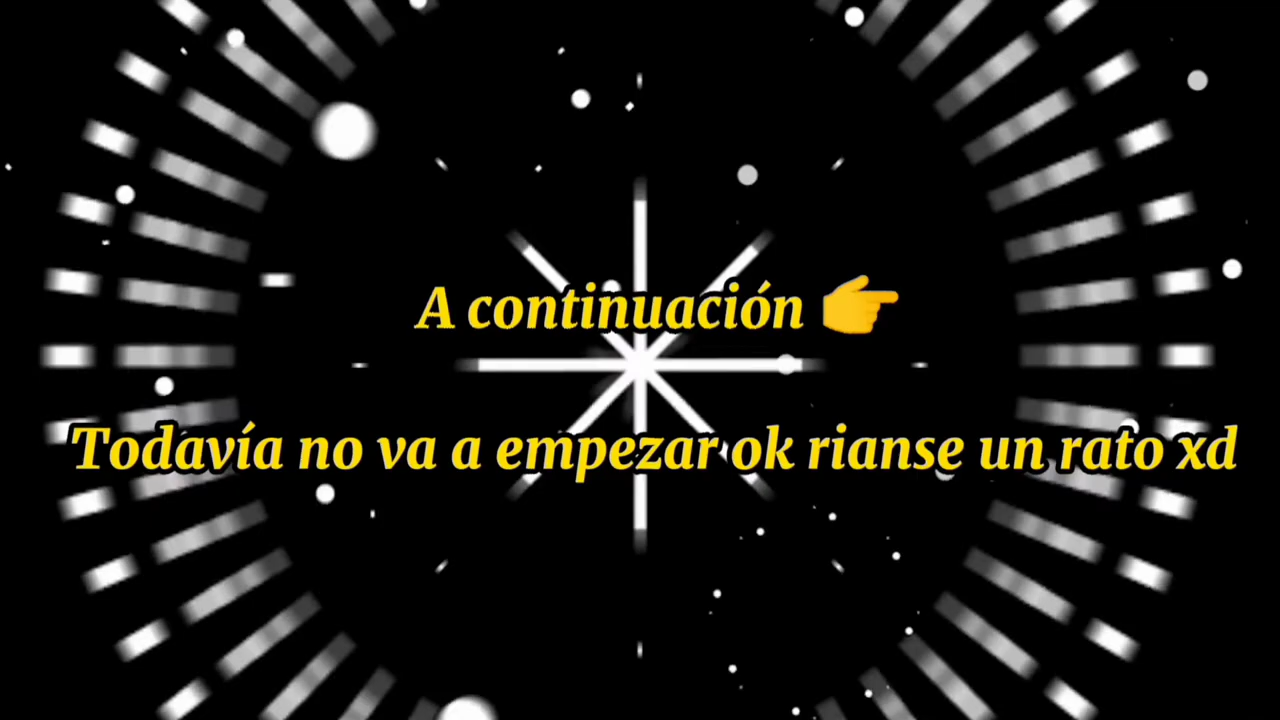 A continuación 👉
Todavía no va a empezar ok rianse un rato xd